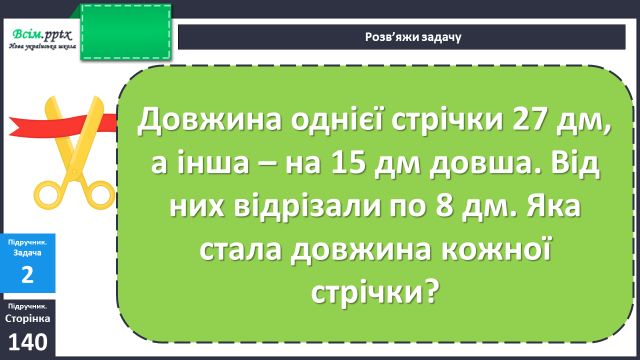 Всім.pptx
Нова українська школа
Розв’яжи задачу
Довжина однієї стрічки 27 дм,
а інша – на 15 дм довша. Від
них відрізали по 8 дм. Яка
стала довжина кожної
стрічки?
Підручник.
Задача
2
Підручник.
Сторінка
140